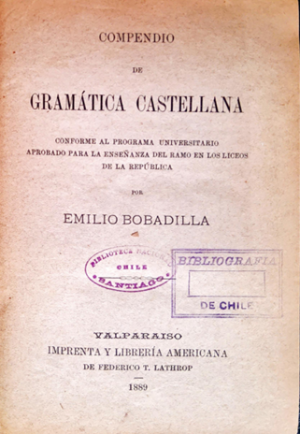 COMPENDIO
DE
GRAMÁTICA CASTELLANA
CONFORME AL PROGRAMA UNIVERSITARIO
APROBADO PARA LA ENSEÑANZA DEL RAMO EN LOS LICEOS
DE LA REPÚBLICA
POR
EMILIO BOBADILLA
BIBLIOTECA NACIONAL
CHILE
SANTIAGO
BIBLIOGRAFIA
DE CHILE
VALPARAISO
IMPRENTA Y LIBRERÍA AMERICANA
DE FEDERICO T. LATHROP
1889